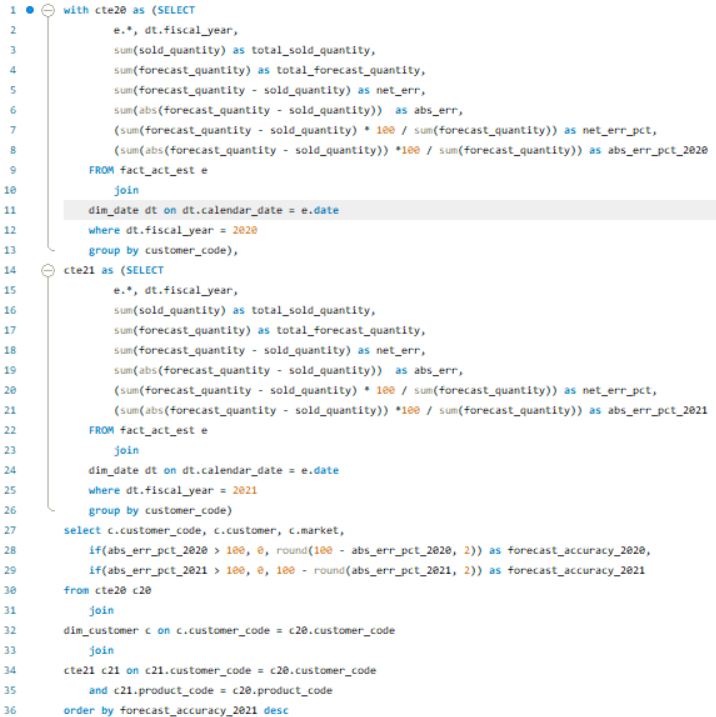 1 with cte20 as (SELECT
2 e.*, dt.fiscal_year,
3 sum(sold_quantity) as total_sold_quantity,
4 sum(forecast_quantity) as total_forecast_quantity,
5 sum(forecast_quantity - sold_quantity) as net_err,
6 sum(abs(forecast_quantity - sold_quantity)) as abs_err,
7 (sum(forecast_quantity - sold_quantity) * 100 / sum(forecast_quantity)) as net_err_pct,
8 (sum(abs(forecast_quantity - sold_quantity)) *100 / sum(forecast_quantity)) as abs_err_pct_2020
9 FROM fact_act_est e
10 join
11 dim_date dt on dt.calendar_date = e.date
12 where dt.fiscal_year = 2020
13 group by customer_code),
14 cte21 as (SELECT
15 e.*, dt.fiscal_year,
16 sum(sold_quantity) as total_sold_quantity,
17 sum(forecast_quantity) as total_forecast_quantity,
18 sum(forecast_quantity - sold_quantity) as net_err,
19 sum(abs(forecast_quantity - sold_quantity)) as abs_err,
20 (sum(forecast_quantity - sold_quantity) * 100 / sum(forecast_quantity)) as net_err_pct,
21 (sum(abs(forecast_quantity - sold_quantity)) *100 / sum(forecast_quantity)) as abs_err_pct_2021
22 FROM fact_act_est e
23 join
24 dim_date dt on dt.calendar_date = e.date
25 where dt.fiscal_year = 2021
26 group by customer_code)
27 select c.customer_code, c.customer, c.market,
28 if(abs_err_pct_2020 > 100, 0, round(100 - abs_err_pct_2020, 2)) as forecast_accuracy_2020,
29 if(abs_err_pct_2021 > 100, 0, 100 - round(abs_err_pct_2021, 2)) as forecast_accuracy_2021
30 from cte20 c20
31 join
32 dim_customer c on c.customer_code = c20.customer_code
33 join
34 cte21 c21 on c21.customer_code = c20.customer_code
35 and c21.product_code = c20.product_code
36 order by forecast_accuracy_2021 desc